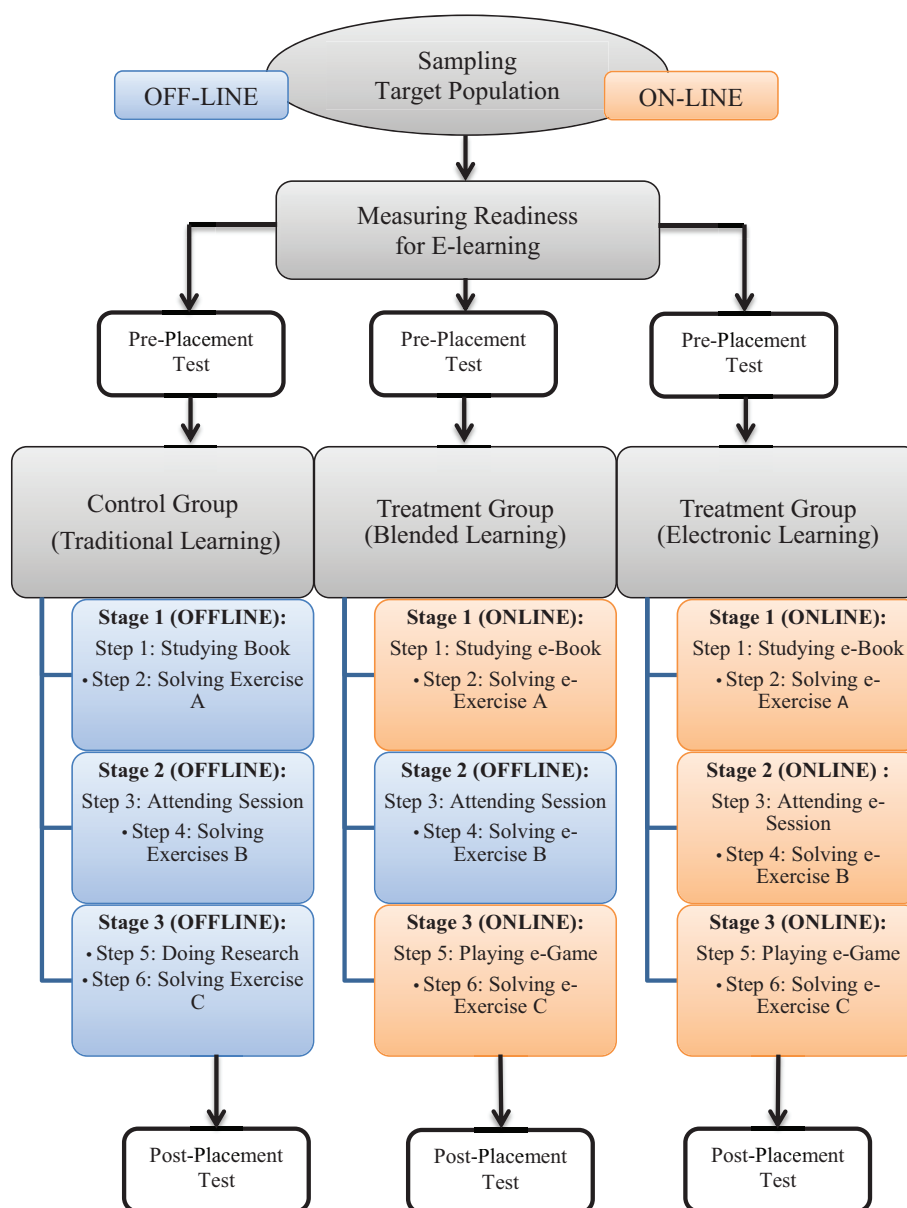 Sampling
Target Population
OFF-LINE
ON-LINE
Measuring Readiness
for E-learning
Pre-Placement
Test
Pre-Placement
Test
Pre-Placement
Test
Control Group
(Traditional Learning)
Treatment Group
(Blended Learning)
Treatment Group
(Electronic Learning)
Stage 1 (OFFLINE):
Step 1: Studying Book
• Step 2: Solving Exercise
A
Stage 2 (OFFLINE):
Step 3: Attending Session
• Step 4: Solving
Exercises B
Stage 3 (OFFLINE):
• Step 5: Doing Research
• Step 6: Solving Exercise
C
Stage 1 (ONLINE):
Step 1: Studying e-Book
• Step 2: Solving e-
Exercise A
Stage 2 (OFFLINE):
Step 3: Attending Session
• Step 4: Solving e-
Exercise B
Stage 3 (ONLINE):
Step 5: Playing e-Game
• Step 6: Solving e-
Exercise C
Stage 1 (ONLINE):
Step 1: Studying e-Book
• Step 2: Solving e-
Exercise A
Stage 2 (ONLINE) :
Step 3: Attending e-
Session
• Step 4: Solving e-
Exercise B
Stage 3 (ONLINE):
Step 5: Playing e-Game
• Step 6: Solving e-
Exercise C
Post-Placement
Test
Post-Placement
Test
Post-Placement
Test